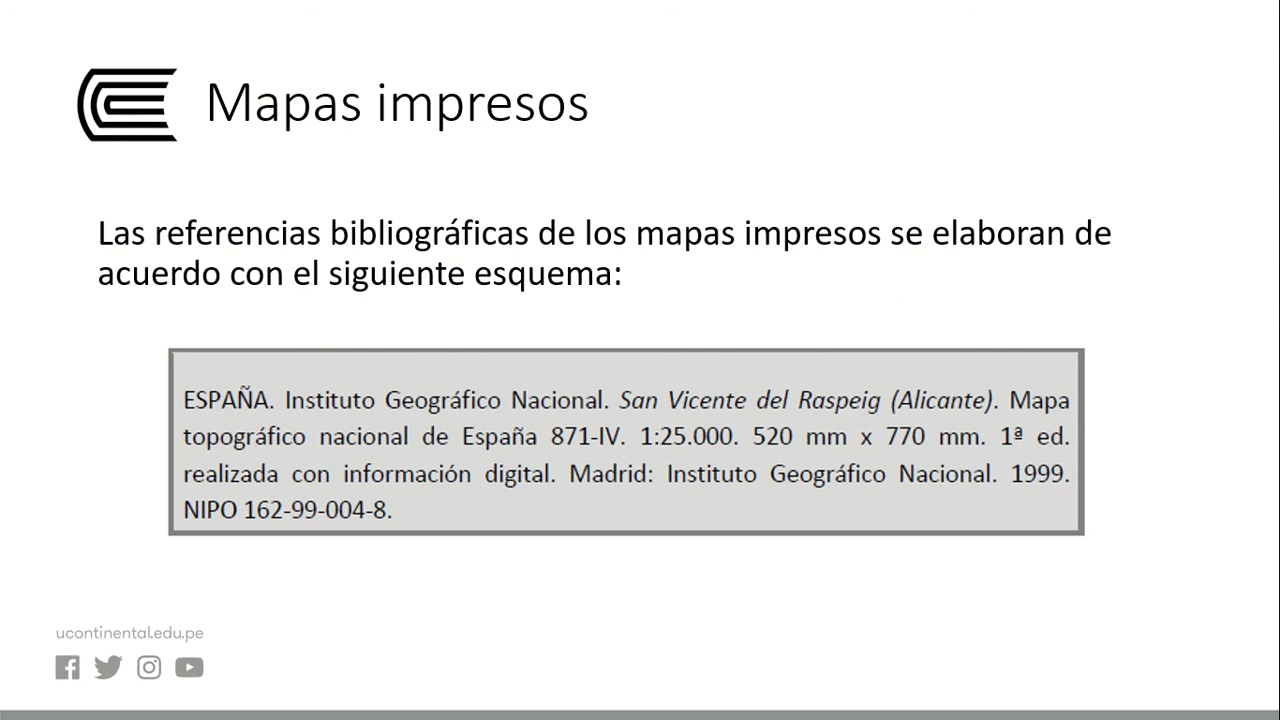 Mapas impresos
Las referencias bibliográficas de los mapas impresos se elaboran de
acuerdo con el siguiente esquema:
ESPAÑA. Instituto Geográfico Nacional. San Vicente del Raspeig (Alicante). Mapa
topográfico nacional de España 871-IV. 1:25.000. 520 mm x 770 mm. 1ª ed.
realizada con información digital. Madrid: Instituto Geográfico Nacional. 1999.
NIPO 162-99-004-8.
ucontinental.edu.pe